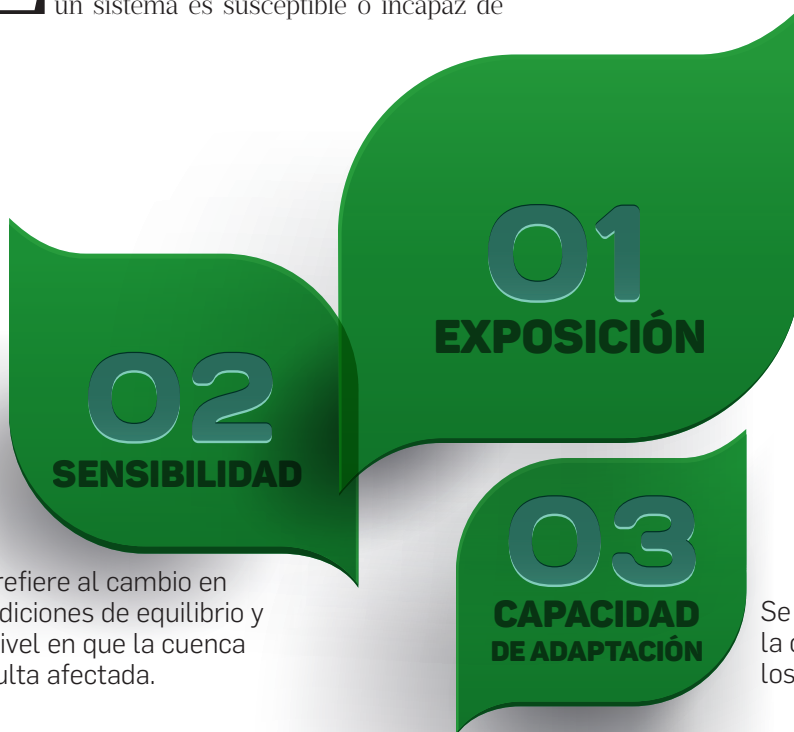 un sistema es susceptible o incapaz de
01
EXPOSICIÓN
02
SENSIBILIDAD
refiere al cambio en
diciones de equilibrio y
ivel en que la cuenca
ulta afectada.
03
CAPACIDAD
DE ADAPTACIÓN
Se
la
los